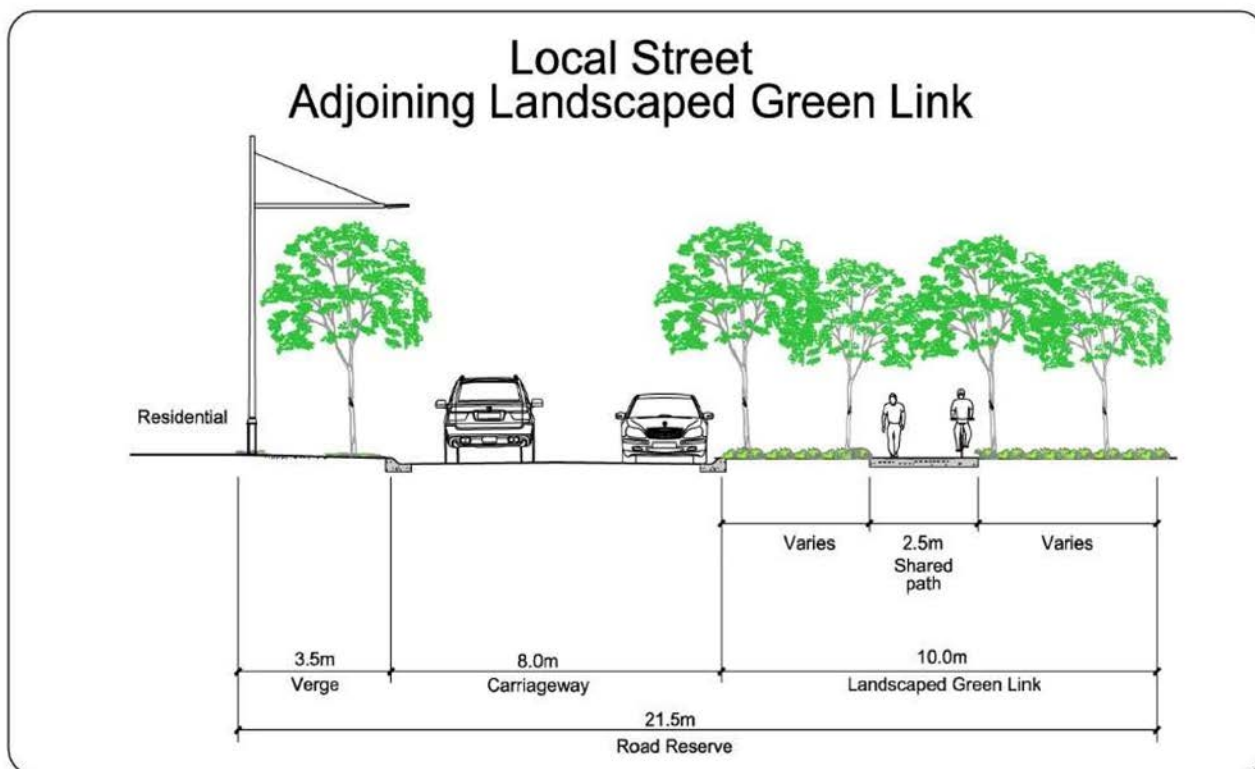 Local Street
Adjoining Landscaped Green Link
Residential
Varies
2.5m
Shared
path
Varies
3.5m
Verge
8.0m
Carriageway
10.0m
Landscaped Green Link
21.5m
Road Reserve